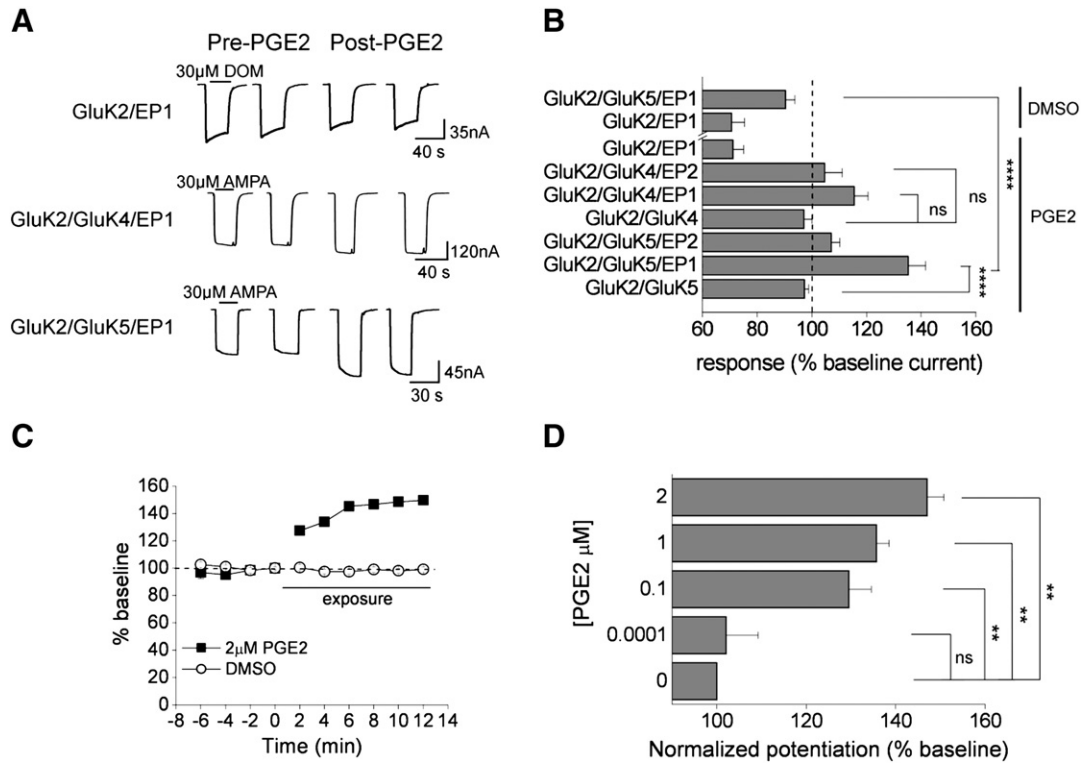 A
Pre-PGE2 Post-PGE2
30µM DOM
GluK2/EP1
35nA
40 s
30µM AMPA
GluK2/GluK4/EP1
120nA
40 s
30µM AMPA
GluK2/GluK5/EP1
45nA
30 s
B
GluK2/GluK5/EP1
GluK2/EP1
GluK2/EP1
GluK2/GluK4/EP2
GluK2/GluK4/EP1
GluK2/GluK4
GluK2/GluK5/EP2
GluK2/GluK5/EP1
GluK2/GluK5
DMSO
PGE2
ns
ns
****
****
60 80 100 120 140 160
response (% baseline current)
C
160
140
120
100
80
60
40
20
0
% baseline
exposure
2µM PGE2
DMSO
-8 -6 -4 -2 0 2 4 6 8 10 12 14
Time (min)
D
[PGE2 µM]
2
1
0.1
0.0001
0
ns
**
**
**
100 120 140 160
Normalized potentiation (% baseline)